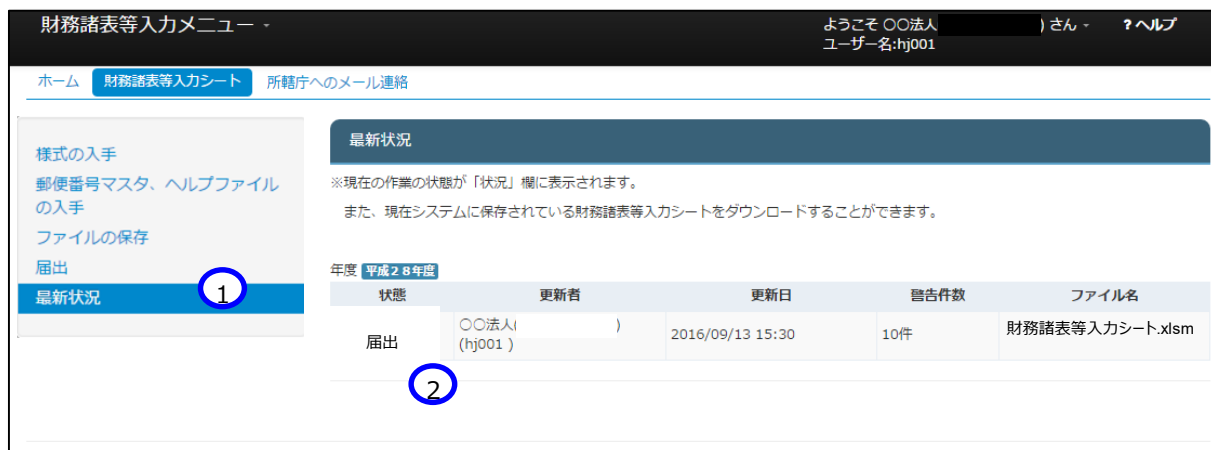 財務諸表等入力メニュー
ようこそ 〇〇法人 ) さん
?ヘルプ
ユーザー名:hj001
ホーム 財務諸表等入力シート 所轄庁へのメール連絡
様式の入手
郵便番号マスタ、ヘルプファイル
の入手
ファイルの保存
届出
最新状況
1
最新状況
※現在の作業の状態が「状況」欄に表示されます。
また、現在システムに保存されている財務諸表等入力シートをダウンロードすることができます。
年度 平成28年度
状態 更新者 更新日 警告件数 ファイル名
届出 〇〇法人( ) 2016/09/13 15:30 10件 財務諸表等入力シート.xlsm
(hj001 )
2